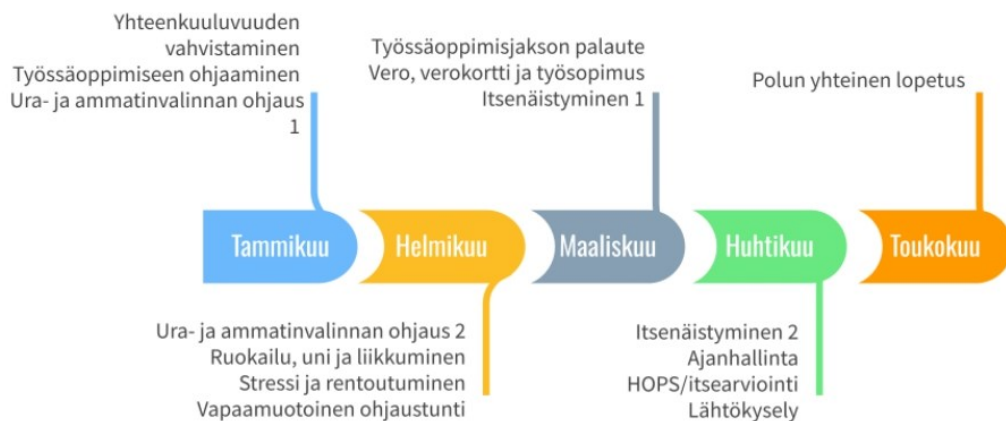 Yhteenkuuluvuuden
vahvistaminen
Työssäoppimiseen ohjaaminen
Ura- ja ammatinvalinnan ohjaus
1
Työssäoppimisjakson palaute
Vero, verokortti ja työsopimus
Itsenäistyminen 1
Polun yhteinen lopetus
Tammikuu
Helmikuu
Maaliskuu
Huhtikuu
Toukokuu
Ura- ja ammatinvalinnan ohjaus 2
Ruokailu, uni ja liikkuminen
Stressi ja rentoutuminen
Vapaamuotoinen ohjaustunti
Itsenäistyminen 2
Ajanhallinta
HOPS/itsearviointi
Lähtökysely